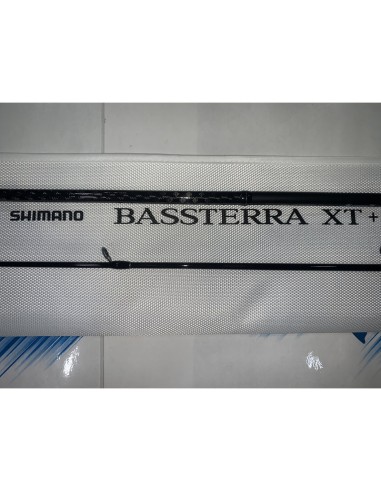 SHIMANO BASSTERRA XT +